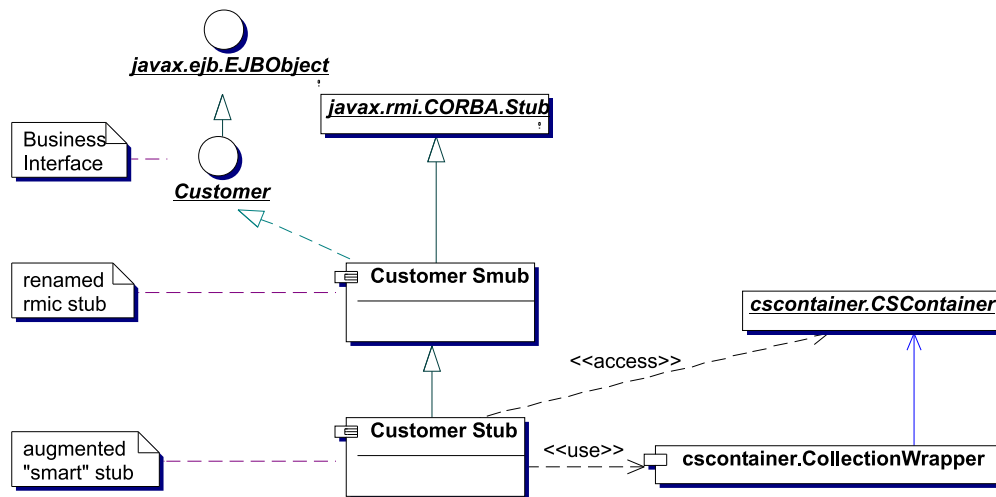 javax.ejb.EJBObject
javax.rmi.CORBA.Stub
Business
Interface
Customer
renamed
rmic stub
Customer Smub
cscontainer.CSContainer
<<access>>
augmented
"smart" stub
Customer Stub
<<use>>
cscontainer.CollectionWrapper